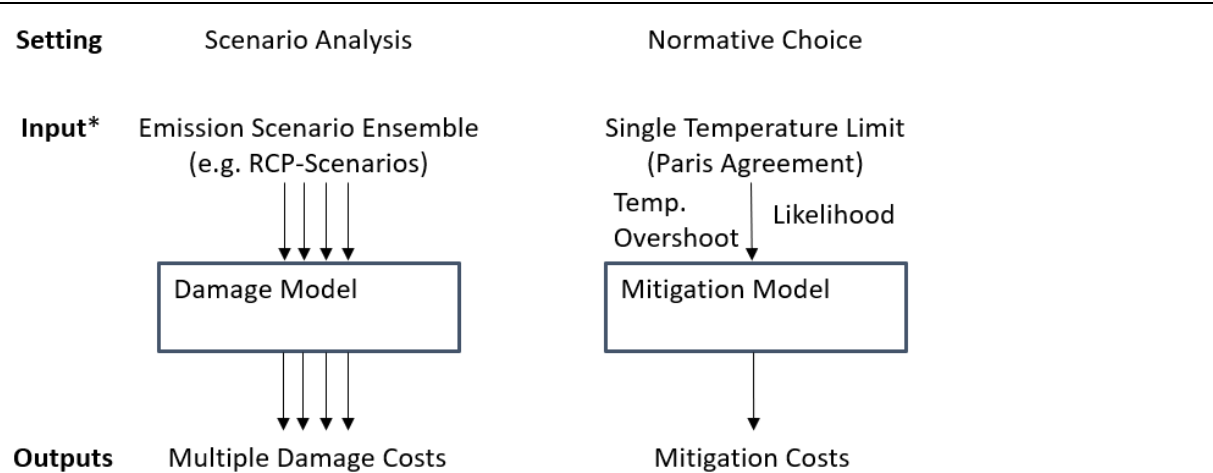 Setting Scenario Analysis Normative Choice
Input* Emission Scenario Ensemble Single Temperature Limit
(e.g. RCP-Scenarios) (Paris Agreement)
Temp. Likelihood
Overshoot
Damage Model Mitigation Model
Outputs Multiple Damage Costs Mitigation Costs